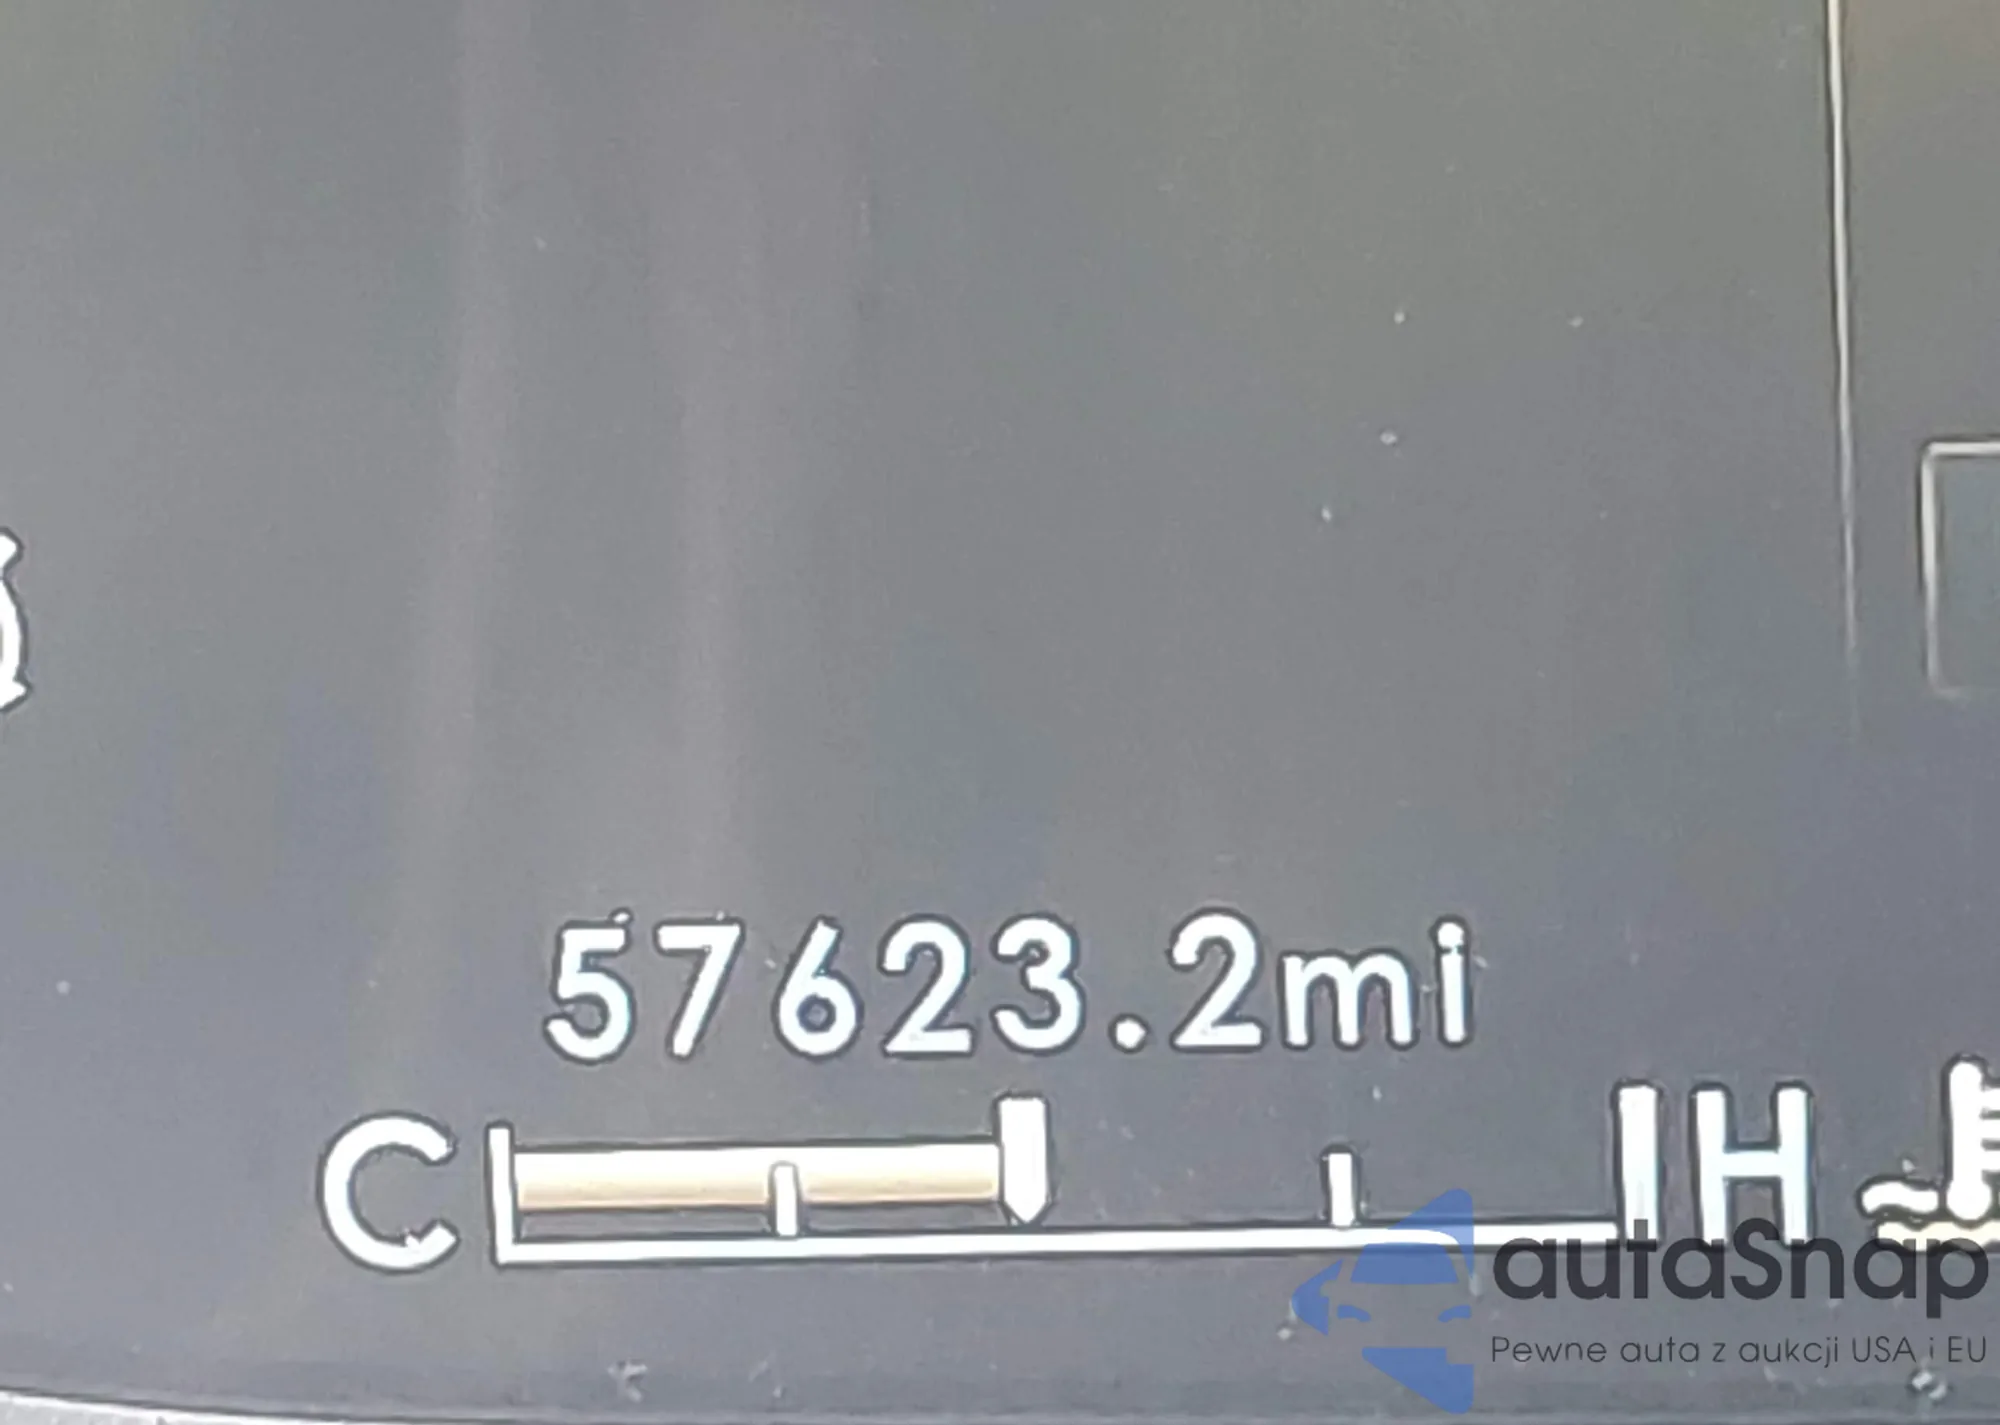 57623.2mi
C H
autaSnap
Pewne auta z aukcji USA i EU